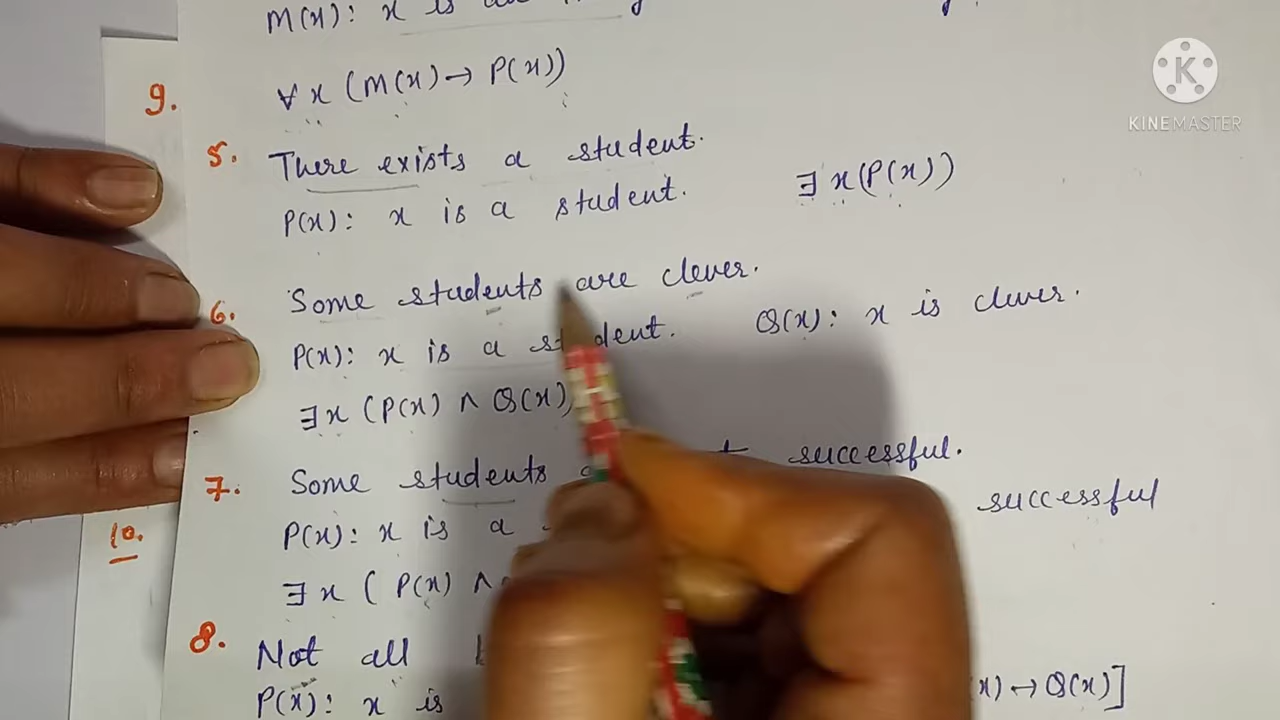 M(x): x is
9.
∀x (M(x) → P(x))
5. There exists a student.
P(x): x is a student. ∃x(P(x))
6. Some students are clever.
P(x): x is a student. Q(x): x is clever.
∃x (P(x) ∧ Q(x)
7. Some students successful.
P(x): x is a successful
10.
∃x ( P(x) ∧
8. Not all
P(x): x is (x) → Q(x)]
KINEMASTER